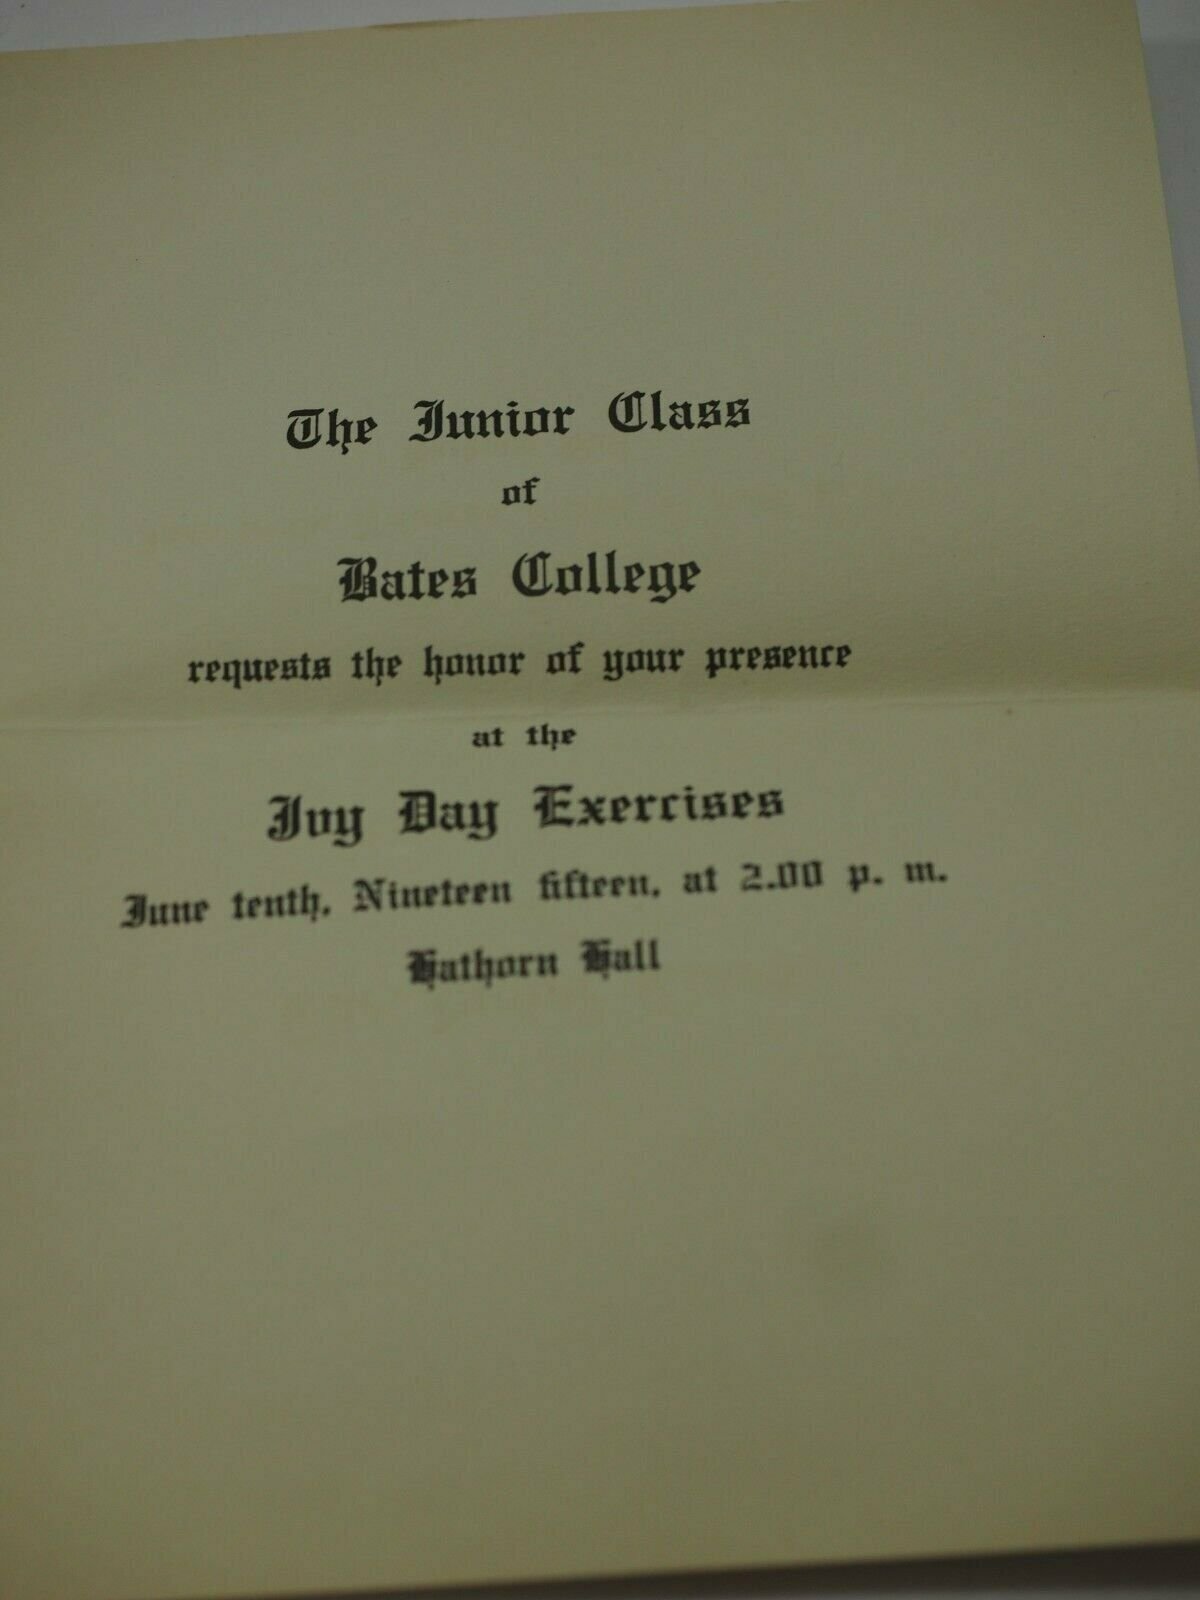 The Junior Class
of
Bates College
requests the honor of your presence
at the
Ivy Day Exercises
June tenth, Nineteen fifteen, at 2.00 p. m.
Hathorn Hall